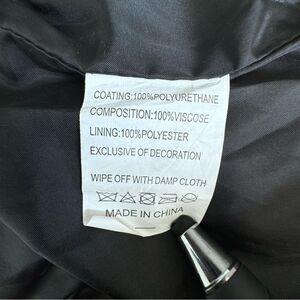 COATING:100%POLYURETHANE
COMPOSITION:100%VISCOSE
LINING:100%POLYESTER
EXCLUSIVE OF DECORATION
WIPE OFF WITH DAMP CLOTH
MADE IN CHINA